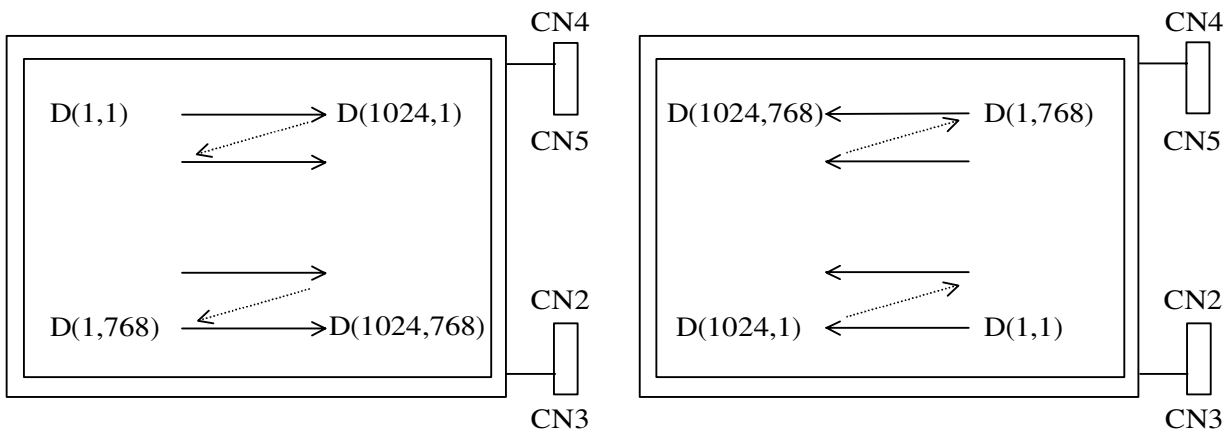 CN4
D(1,1)
D(1024,1)
CN5
D(1,768)
D(1024,768)
CN2
CN3
CN4
D(1024,768)
D(1,768)
CN5
D(1024,1)
D(1,1)
CN2
CN3